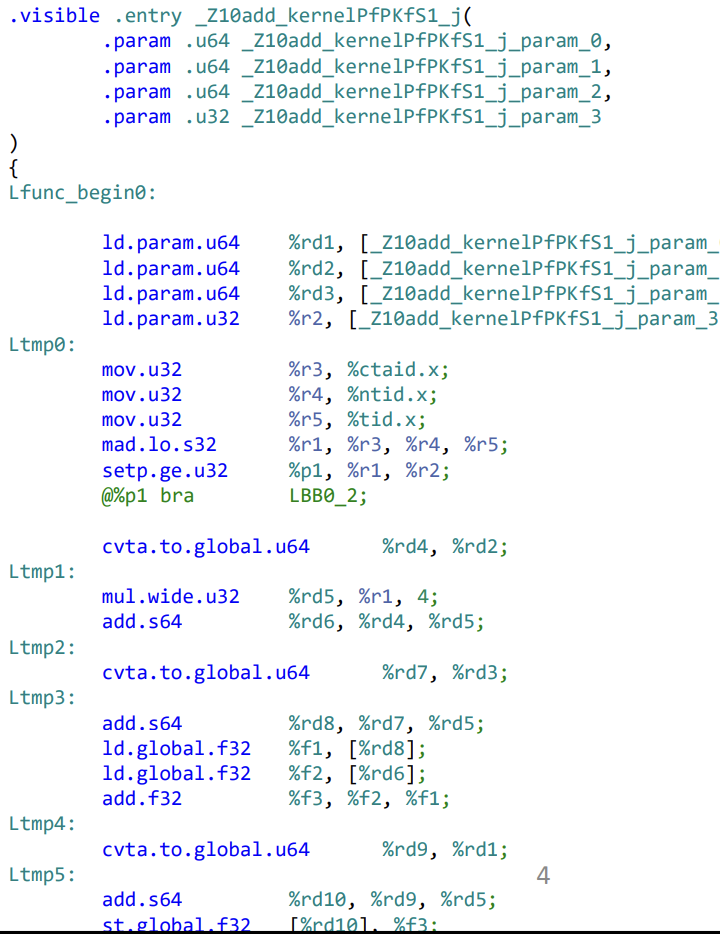 .visible .entry _Z10add_kernelPfPKfS1_j(
.param .u64 _Z10add_kernelPfPKfS1_j_param_0,
.param .u64 _Z10add_kernelPfPKfS1_j_param_1,
.param .u64 _Z10add_kernelPfPKfS1_j_param_2,
.param .u32 _Z10add_kernelPfPKfS1_j_param_3
)
{
Lfunc_begin0:
ld.param.u64 %rd1, [_Z10add_kernelPfPKfS1_j_param_
ld.param.u64 %rd2, [_Z10add_kernelPfPKfS1_j_param_
ld.param.u64 %rd3, [_Z10add_kernelPfPKfS1_j_param_
ld.param.u32 %r2, [_Z10add_kernelPfPKfS1_j_param_3
Ltmp0:
mov.u32 %r3, %ctaid.x;
mov.u32 %r4, %ntid.x;
mov.u32 %r5, %tid.x;
mad.lo.s32 %r1, %r3, %r4, %r5;
setp.ge.u32 %p1, %r1, %r2;
@%p1 bra LBB0_2;
cvta.to.global.u64 %rd4, %rd2;
Ltmp1:
mul.wide.u32 %rd5, %r1, 4;
add.s64 %rd6, %rd4, %rd5;
Ltmp2:
cvta.to.global.u64 %rd7, %rd3;
Ltmp3:
add.s64 %rd8, %rd7, %rd5;
ld.global.f32 %f1, [%rd8];
ld.global.f32 %f2, [%rd6];
add.f32 %f3, %f2, %f1;
Ltmp4:
cvta.to.global.u64 %rd9, %rd1;
Ltmp5:
4
add.s64 %rd10, %rd9, %rd5;
st.global.f32 [%rd10], %f3;